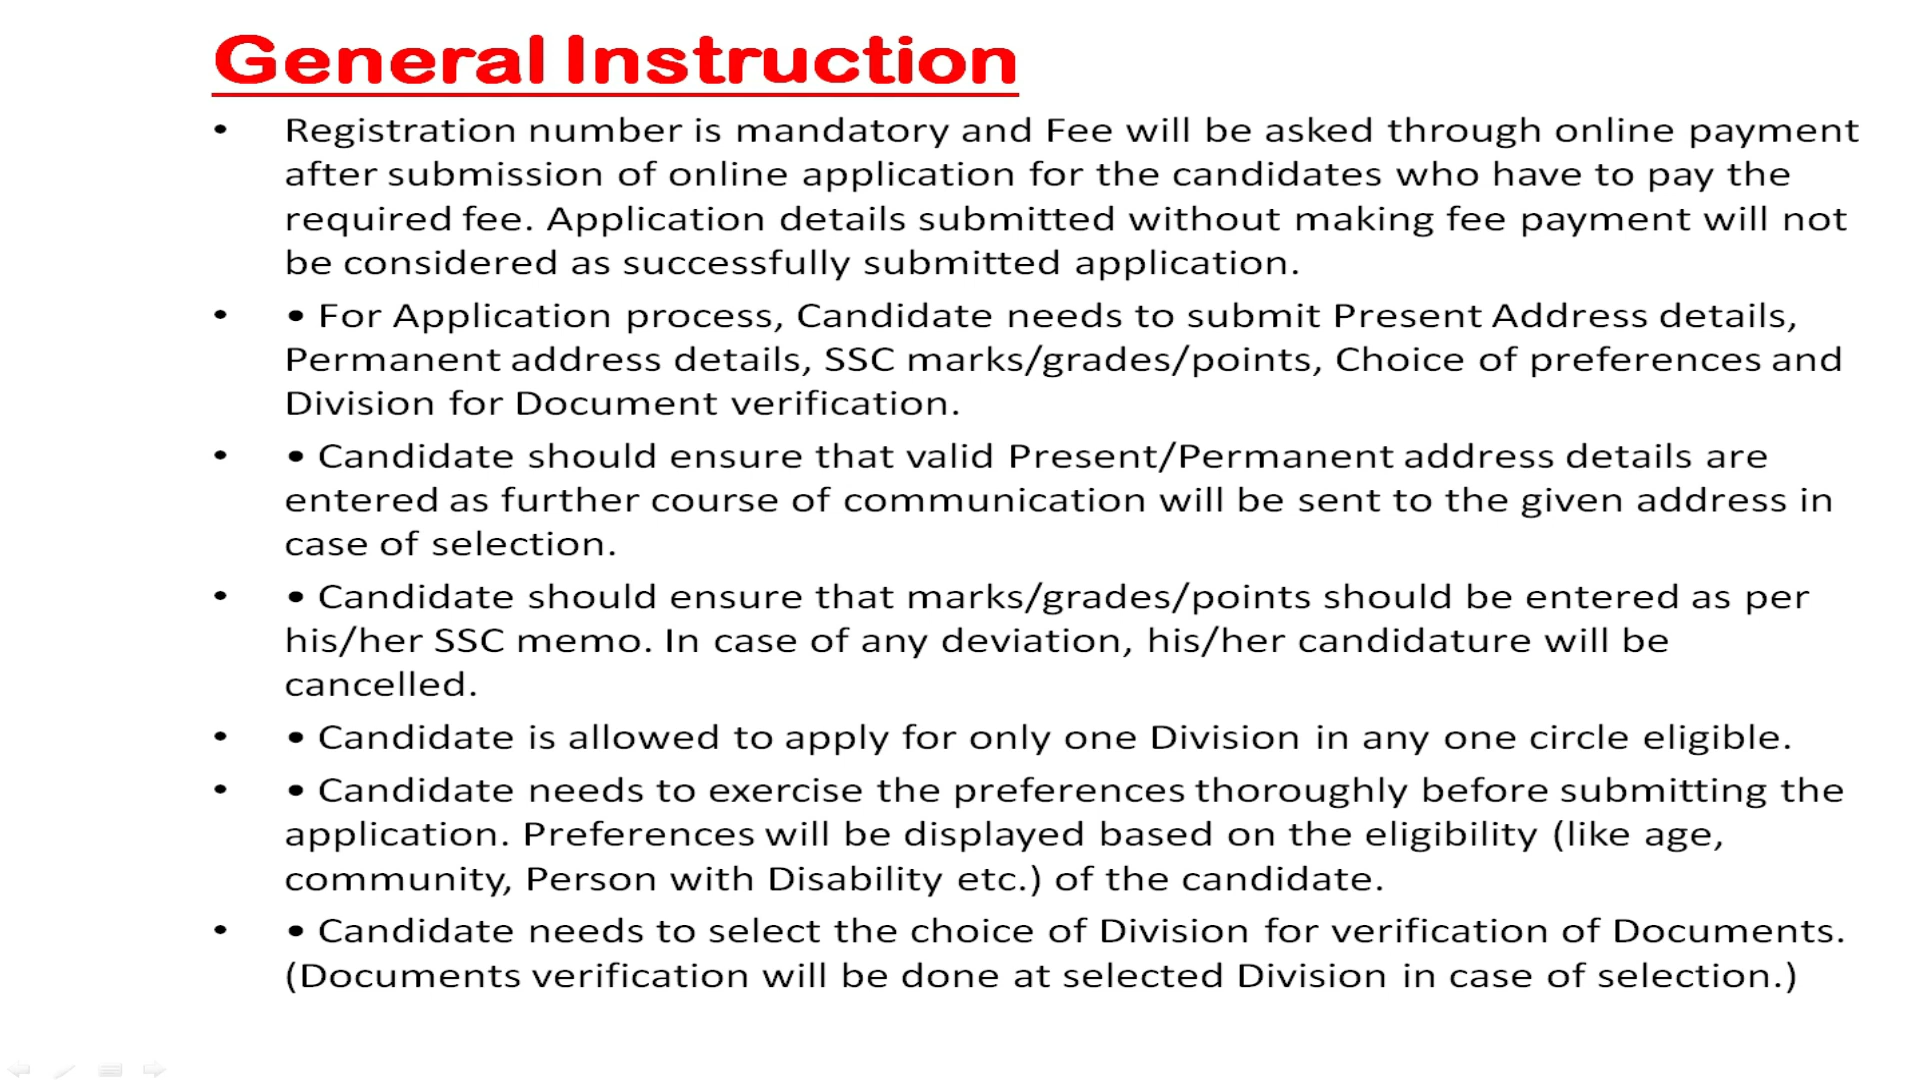 General Instruction
• Registration number is mandatory and Fee will be asked through online payment
after submission of online application for the candidates who have to pay the
required fee. Application details submitted without making fee payment will not
be considered as successfully submitted application.
• • For Application process, Candidate needs to submit Present Address details,
Permanent address details, SSC marks/grades/points, Choice of preferences and
Division for Document verification.
• • Candidate should ensure that valid Present/Permanent address details are
entered as further course of communication will be sent to the given address in
case of selection.
• • Candidate should ensure that marks/grades/points should be entered as per
his/her SSC memo. In case of any deviation, his/her candidature will be
cancelled.
• • Candidate is allowed to apply for only one Division in any one circle eligible.
• • Candidate needs to exercise the preferences thoroughly before submitting the
application. Preferences will be displayed based on the eligibility (like age,
community, Person with Disability etc.) of the candidate.
• • Candidate needs to select the choice of Division for verification of Documents.
(Documents verification will be done at selected Division in case of selection.)